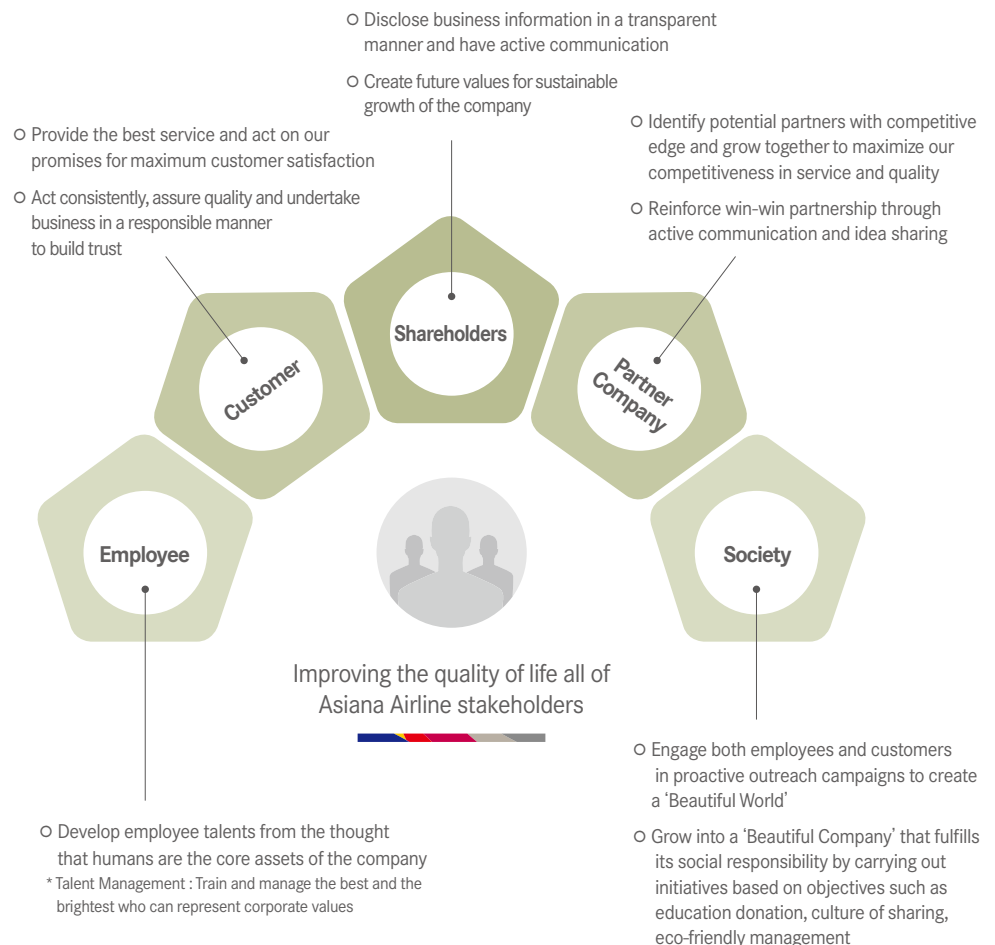 ○ Disclose business information in a transparent
manner and have active communication
○ Create future values for sustainable
growth of the company
○ Provide the best service and act on our
promises for maximum customer satisfaction
○ Act consistently, assure quality and undertake
business in a responsible manner
to build trust
○ Identify potential partners with competitive
edge and grow together to maximize our
competitiveness in service and quality
○ Reinforce win-win partnership through
active communication and idea sharing
Shareholders
Customer
Partner
Company
Employee
Society
Improving the quality of life all of
Asiana Airline stakeholders
○ Develop employee talents from the thought
that humans are the core assets of the company
* Talent Management : Train and manage the best and the
brightest who can represent corporate values
○ Engage both employees and customers
in proactive outreach campaigns to create
a ‘Beautiful World’
○ Grow into a ‘Beautiful Company’ that fulfills
its social responsibility by carrying out
initiatives based on objectives such as
education donation, culture of sharing,
eco-friendly management